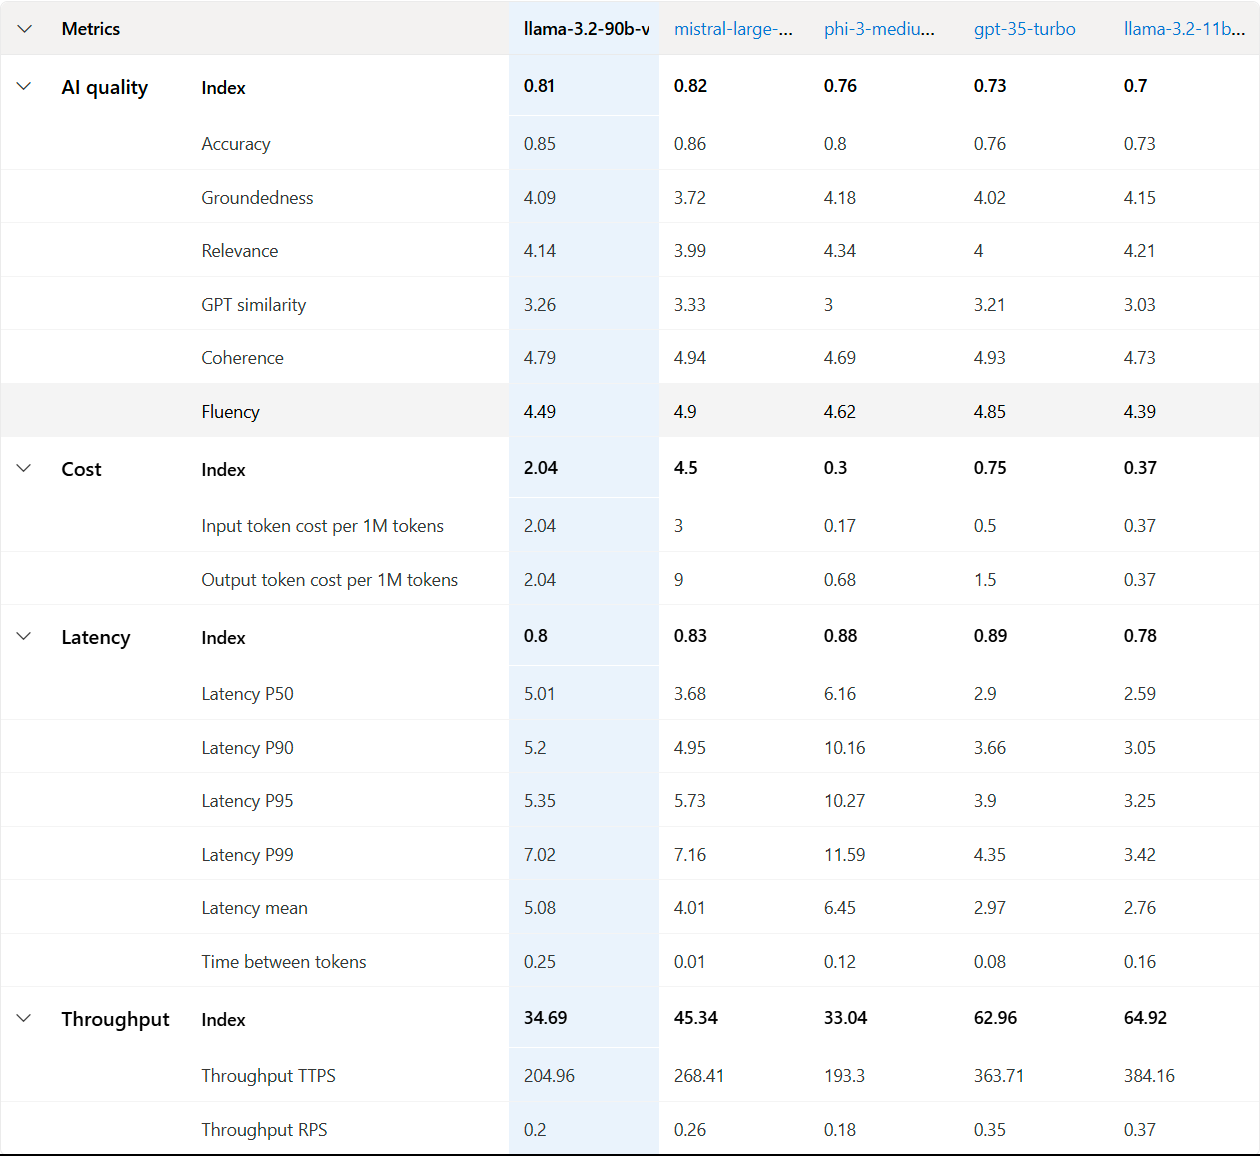 Metrics llama-3.2-90b-v mistral-large-... phi-3-mediu... gpt-35-turbo llama-3.2-11b...
AI quality Index 0.81 0.82 0.76 0.73 0.7
Accuracy 0.85 0.86 0.8 0.76 0.73
Groundedness 4.09 3.72 4.18 4.02 4.15
Relevance 4.14 3.99 4.34 4 4.21
GPT similarity 3.26 3.33 3 3.21 3.03
Coherence 4.79 4.94 4.69 4.93 4.73
Fluency 4.49 4.9 4.62 4.85 4.39
Cost Index 2.04 4.5 0.3 0.75 0.37
Input token cost per 1M tokens 2.04 3 0.17 0.5 0.37
Output token cost per 1M tokens 2.04 9 0.68 1.5 0.37
Latency Index 0.8 0.83 0.88 0.89 0.78
Latency P50 5.01 3.68 6.16 2.9 2.59
Latency P90 5.2 4.95 10.16 3.66 3.05
Latency P95 5.35 5.73 10.27 3.9 3.25
Latency P99 7.02 7.16 11.59 4.35 3.42
Latency mean 5.08 4.01 6.45 2.97 2.76
Time between tokens 0.25 0.01 0.12 0.08 0.16
Throughput Index 34.69 45.34 33.04 62.96 64.92
Throughput TTPS 204.96 268.41 193.3 363.71 384.16
Throughput RPS 0.2 0.26 0.18 0.35 0.37